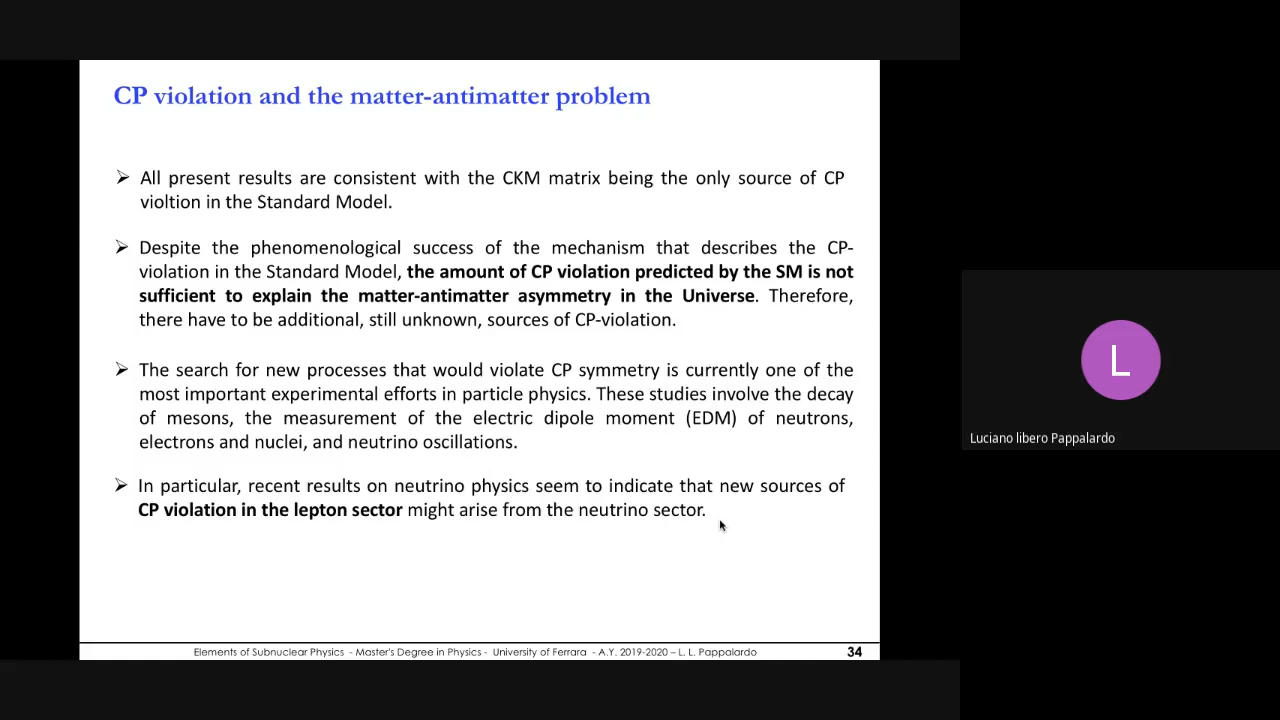 CP violation and the matter-antimatter problem
➢ All present results are consistent with the CKM matrix being the only source of CP
violtion in the Standard Model.
➢ Despite the phenomenological success of the mechanism that describes the CP-
violation in the Standard Model, the amount of CP violation predicted by the SM is not
sufficient to explain the matter-antimatter asymmetry in the Universe. Therefore,
there have to be additional, still unknown, sources of CP-violation.
➢ The search for new processes that would violate CP symmetry is currently one of the
most important experimental efforts in particle physics. These studies involve the decay
of mesons, the measurement of the electric dipole moment (EDM) of neutrons,
electrons and nuclei, and neutrino oscillations.
➢ In particular, recent results on neutrino physics seem to indicate that new sources of
CP violation in the lepton sector might arise from the neutrino sector.
Elements of Subnuclear Physics - Master's Degree in Physics - University of Ferrara - A.Y. 2019-2020 – L. L. Pappalardo
34
L
Luciano libero Pappalardo